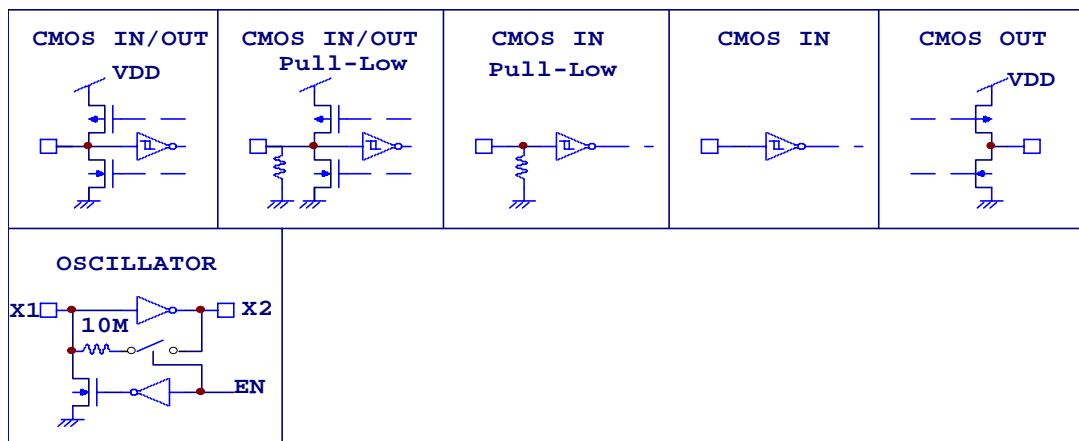 CMOS IN/OUT
VDD
CMOS IN/OUT
Pull-Low
CMOS IN
Pull-Low
CMOS IN
CMOS OUT
VDD
OSCILLATOR
X1
X2
10M
EN